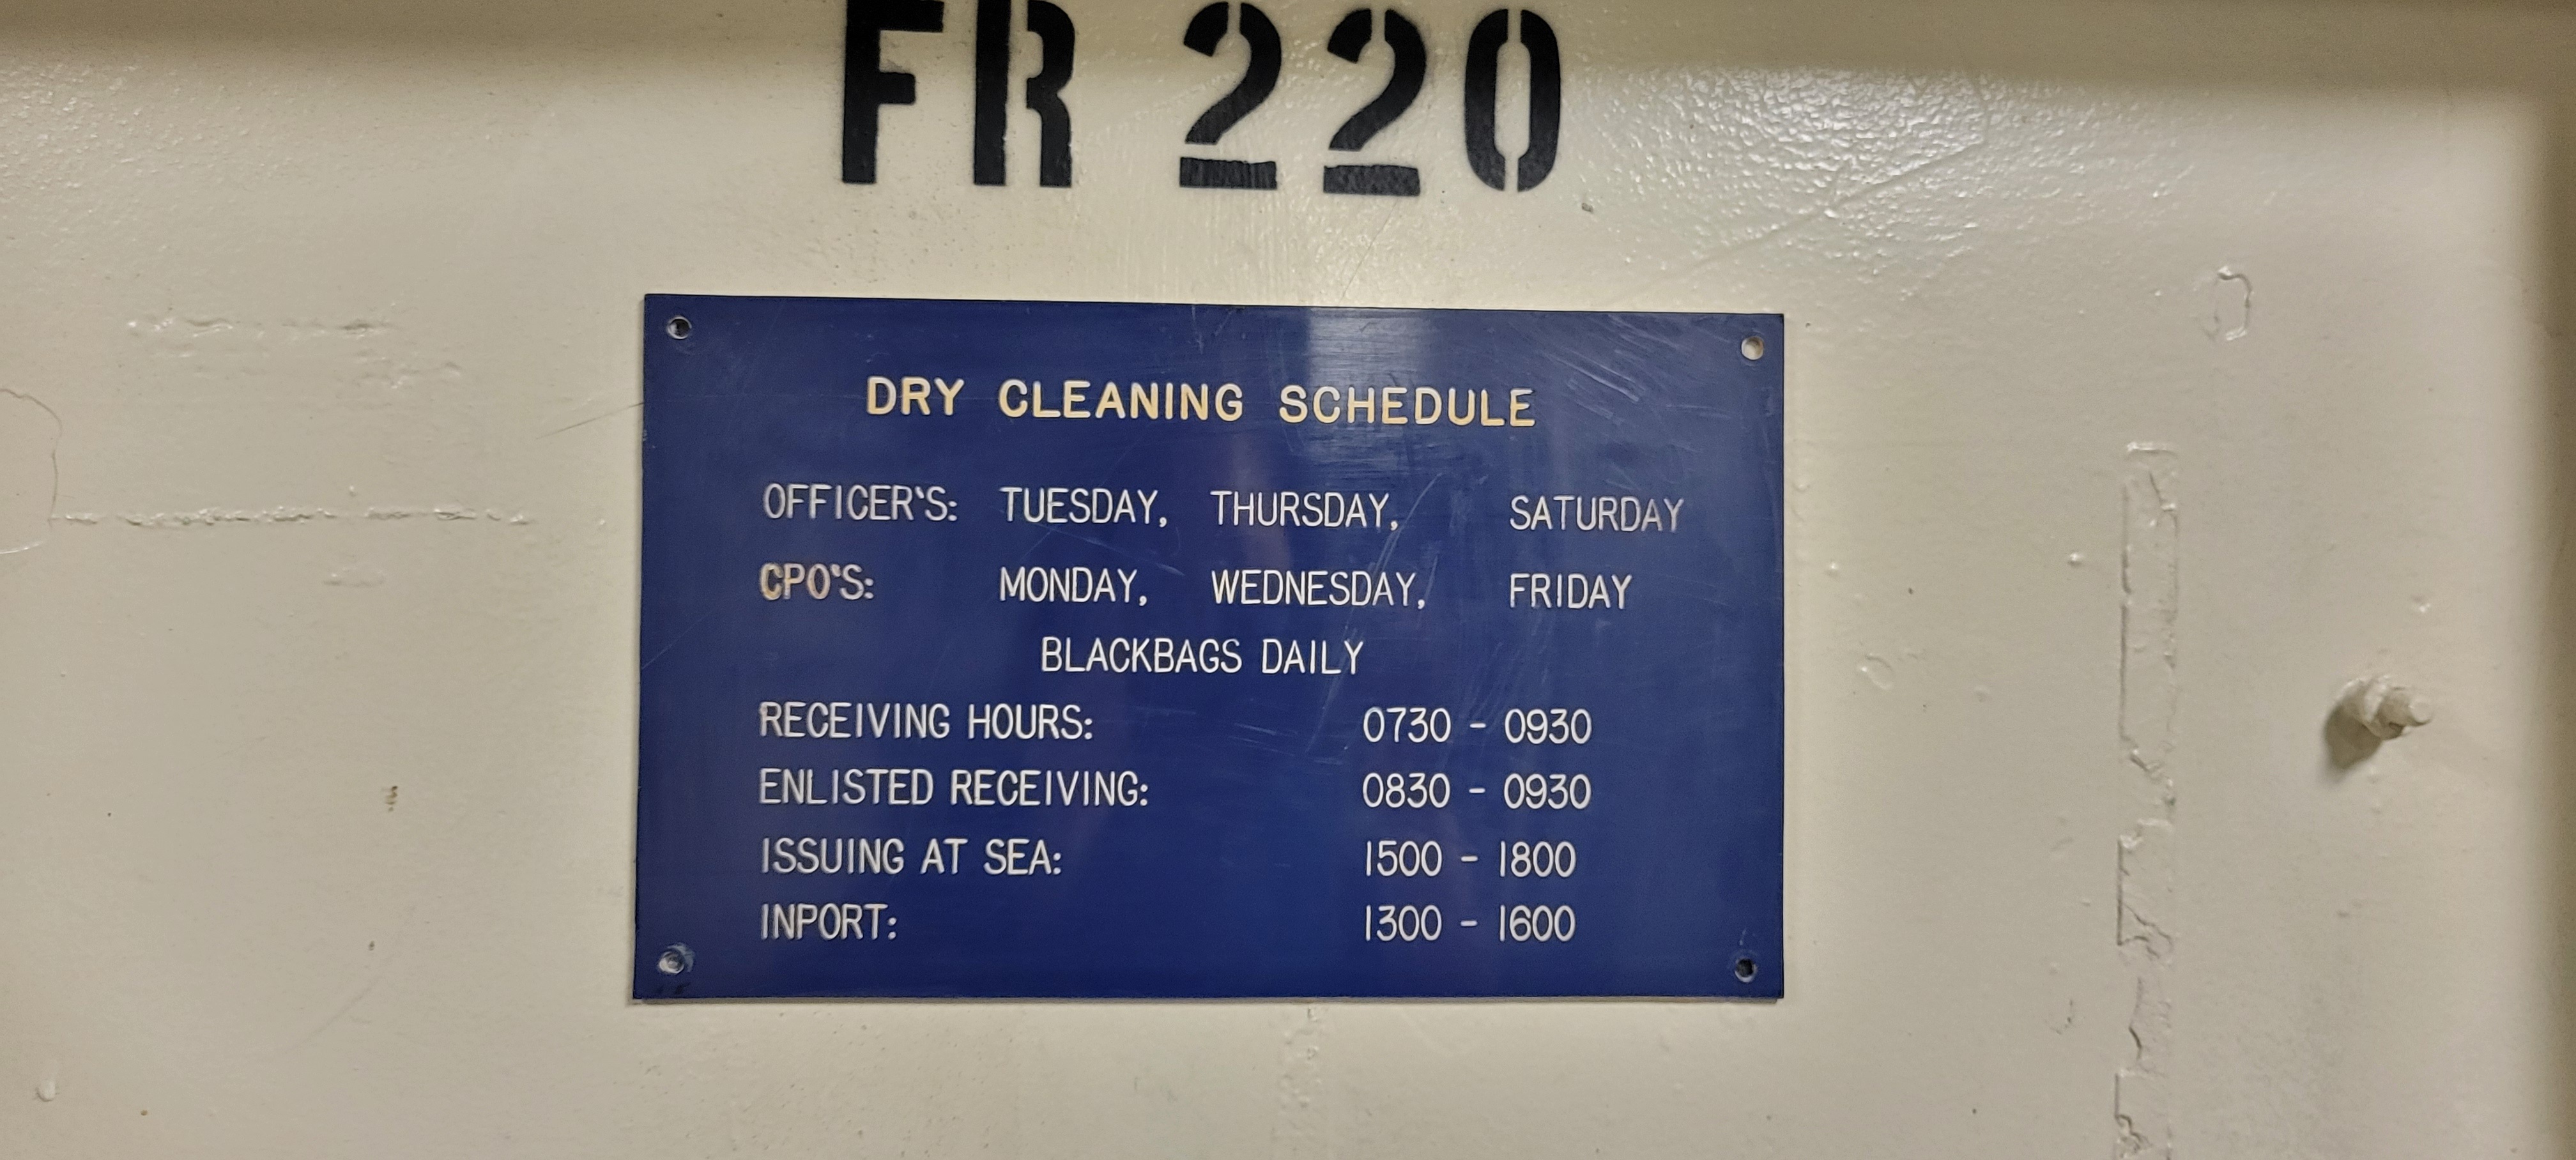 FR 220
DRY CLEANING SCHEDULE
OFFICER'S: TUESDAY, THURSDAY, SATURDAY
CPO'S: MONDAY, WEDNESDAY, FRIDAY
BLACKBAGS DAILY
RECEIVING HOURS: 0730 - 0930
ENLISTED RECEIVING: 0830 - 0930
ISSUING AT SEA: 1500 - 1800
INPORT: 1300 - 1600